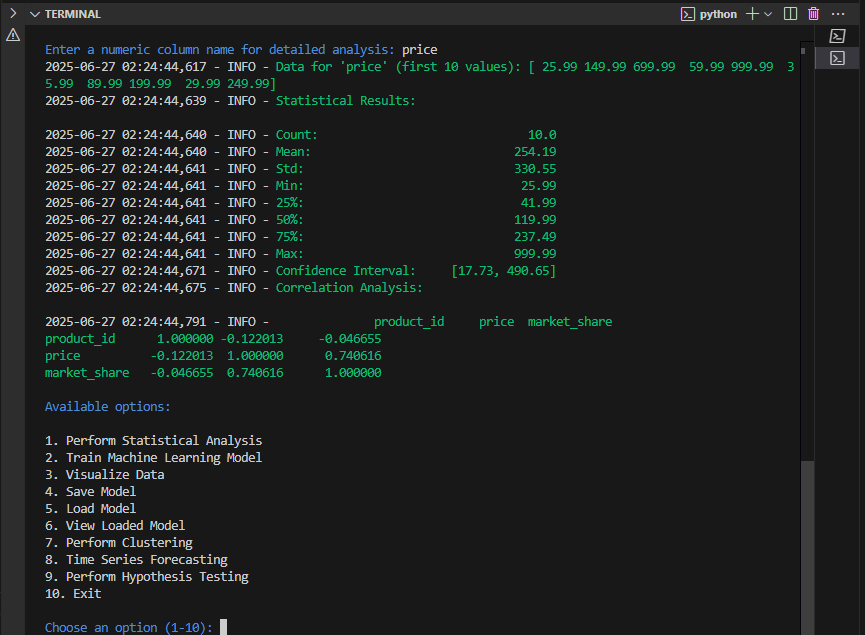 TERMINAL
python
Enter a numeric column name for detailed analysis: price
2025-06-27 02:24:44,617 - INFO - Data for 'price' (first 10 values): [ 25.99 149.99 699.99  59.99 999.99  3
5.99  89.99 199.99  29.99 249.99]
2025-06-27 02:24:44,639 - INFO - Statistical Results:
2025-06-27 02:24:44,640 - INFO - Count: 10.0
2025-06-27 02:24:44,640 - INFO - Mean: 254.19
2025-06-27 02:24:44,641 - INFO - Std: 330.55
2025-06-27 02:24:44,641 - INFO - Min: 25.99
2025-06-27 02:24:44,641 - INFO - 25%: 41.99
2025-06-27 02:24:44,641 - INFO - 50%: 119.99
2025-06-27 02:24:44,641 - INFO - 75%: 237.49
2025-06-27 02:24:44,641 - INFO - Max: 999.99
2025-06-27 02:24:44,671 - INFO - Confidence Interval: [17.73, 490.65]
2025-06-27 02:24:44,675 - INFO - Correlation Analysis:
2025-06-27 02:24:44,791 - INFO - product_id price market_share
product_id 1.000000 -0.122013 -0.046655
price -0.122013 1.000000 0.740616
market_share -0.046655 0.740616 1.000000
Available options:
1. Perform Statistical Analysis
2. Train Machine Learning Model
3. Visualize Data
4. Save Model
5. Load Model
6. View Loaded Model
7. Perform Clustering
8. Time Series Forecasting
9. Perform Hypothesis Testing
10. Exit
Choose an option (1-10):